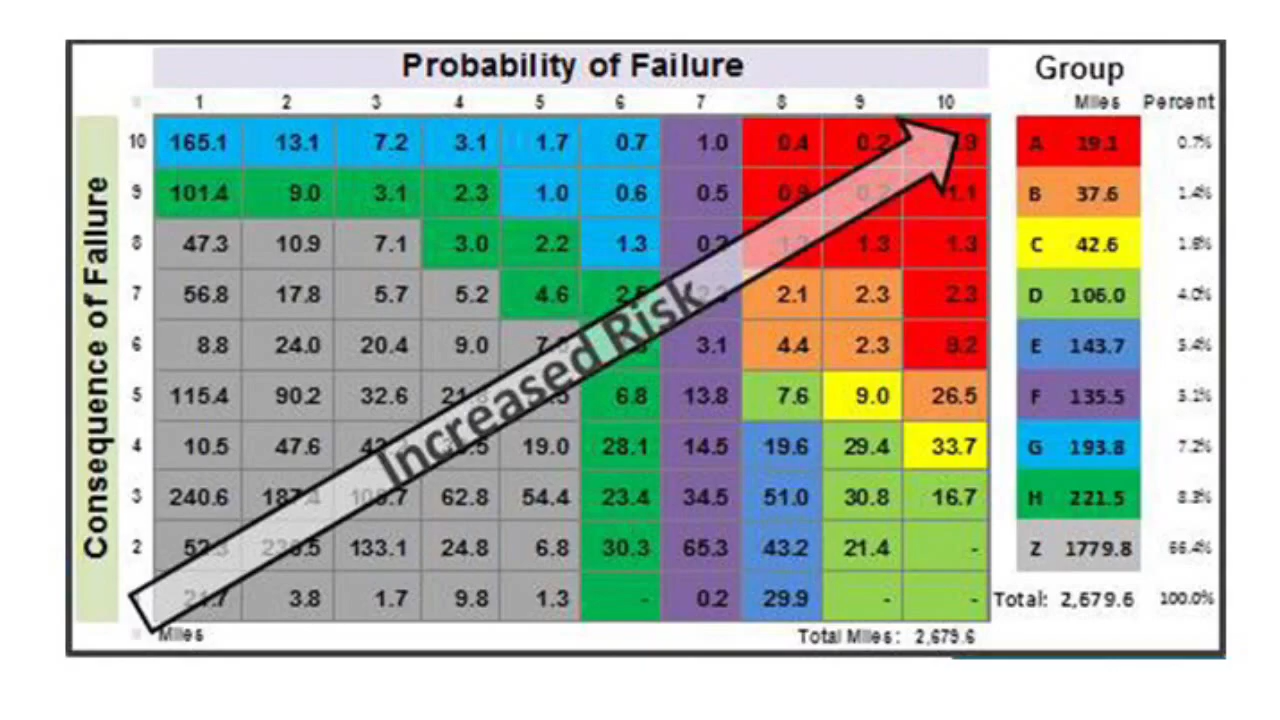 Probability of Failure Group
1 2 3 4 5 6 7 8 9 10 Miles Percent
10 165.1 13.1 7.2 3.1 1.7 0.7 1.0 0.4 0.2 A 19.1 0.7%
9 101.4 9.0 3.1 2.3 1.0 0.6 0.5 0.9 1.1 B 37.6 1.4%
8 47.3 10.9 7.1 3.0 2.2 1.3 1.3 1.3 C 42.6 1.6%
7 56.8 17.8 5.7 5.2 4.6 2.1 2.3 2.3 D 106.0 4.0%
6 8.8 24.0 20.4 9.0 3.1 4.4 2.3 E 143.7
5 115.4 90.2 32.6 6.8 13.8 7.6 9.0 26.5 F 135.5
4 10.5 47.6 19.0 28.1 14.5 19.6 29.4 33.7 G 193.8 7.2%
3 240.6 62.8 54.4 23.4 34.5 51.0 30.8 16.7 H 221.5 8.3%
2 133.1 24.8 6.8 30.3 65.3 43.2 21.4 - Z 1779.8 66.4%
3.8 1.7 9.8 1.3 - 0.2 29.9 - - Total: 2,679.6 100.0%
Miles Total Miles: 2,679.6
Consequence of Failure
Increased Risk